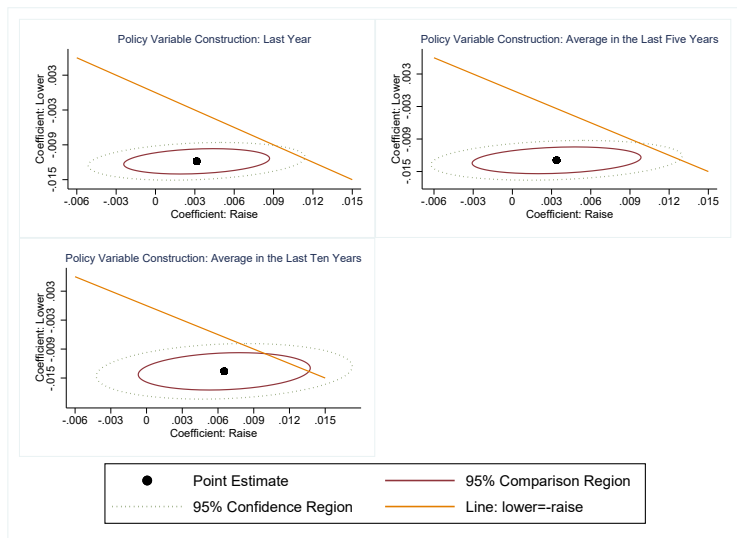 Policy Variable Construction: Last Year
Coefficient: Lower
.003
-.003
-.009
-.015
-.006 -.003 0 .003 .006 .009 .012 .015
Coefficient: Raise
Policy Variable Construction: Average in the Last Five Years
Coefficient: Lower
.003
-.003
-.009
-.015
-.006 -.003 0 .003 .006 .009 .012 .015
Coefficient: Raise
Policy Variable Construction: Average in the Last Ten Years
Coefficient: Lower
.003
-.003
-.009
-.015
-.006 -.003 0 .003 .006 .009 .012 .015
Coefficient: Raise
Point Estimate
95% Comparison Region
95% Confidence Region
Line: lower=-raise